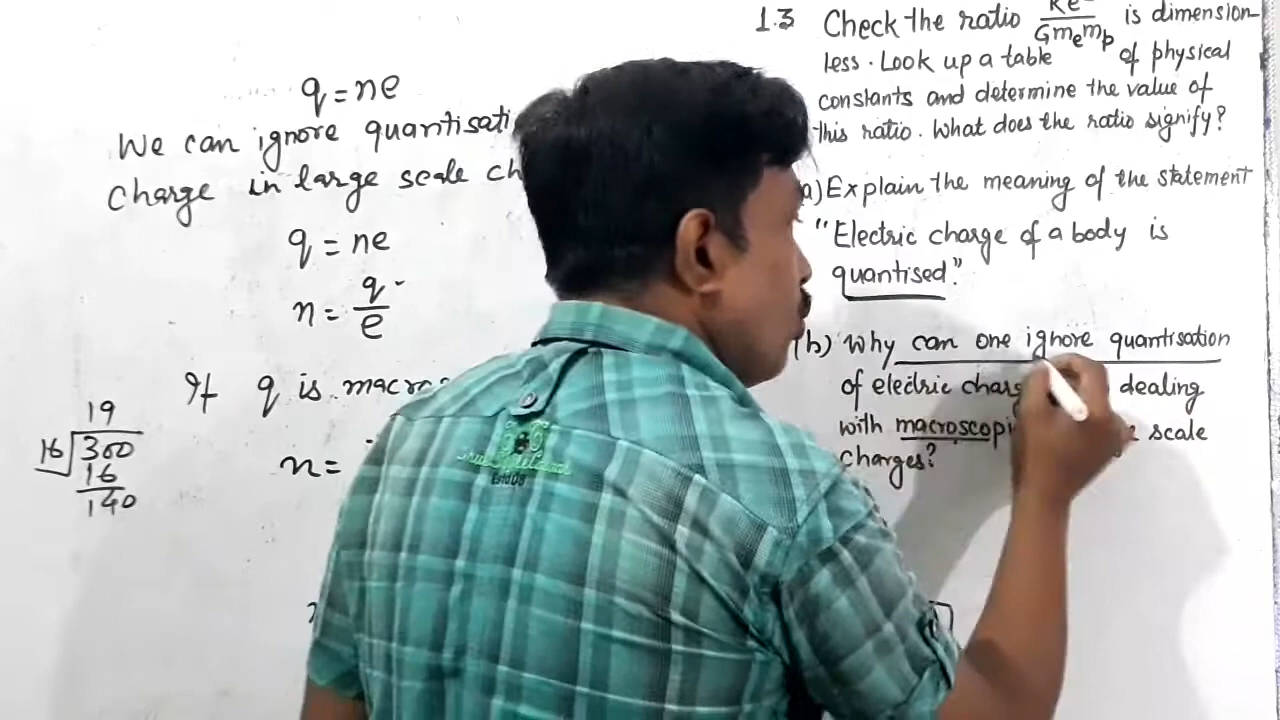 q = ne
We can ignore quantisati
charge in large scale ch
q = ne
n = q/e
If q is macro
n =
19
16 300
16
140
1.3 Check the ratio ke / Gmemp is dimension-
less. Look up a table of physical
constants and determine the value of
this ratio. What does the ratio signify?
a) Explain the meaning of the statement
"Electric charge of a body is
quantised"
(b) Why can one ignore quantisation
of electric charg dealing
with macroscopi scale
charges?
Estd 08